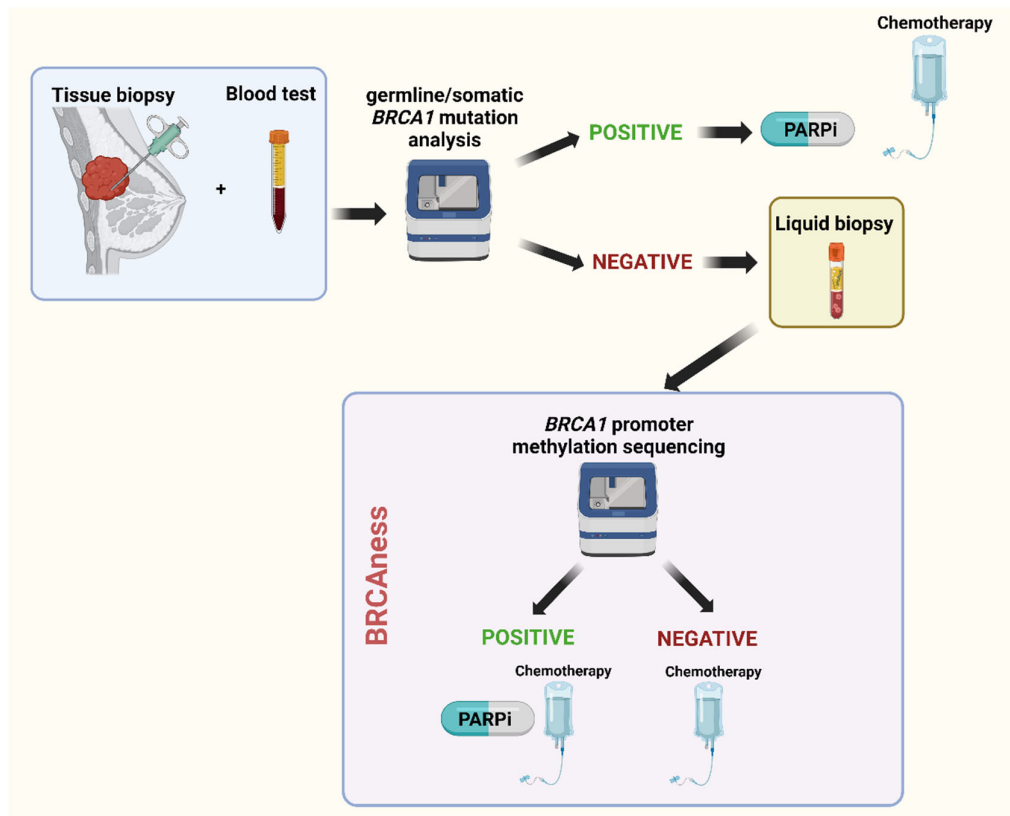 Chemotherapy
Tissue biopsy
Blood test
+
germline/somatic
BRCA1 mutation
analysis
POSITIVE
PARPi
NEGATIVE
Liquid biopsy
BRCA1 promoter
methylation sequencing
BRCAness
POSITIVE
NEGATIVE
Chemotherapy
Chemotherapy
PARPi